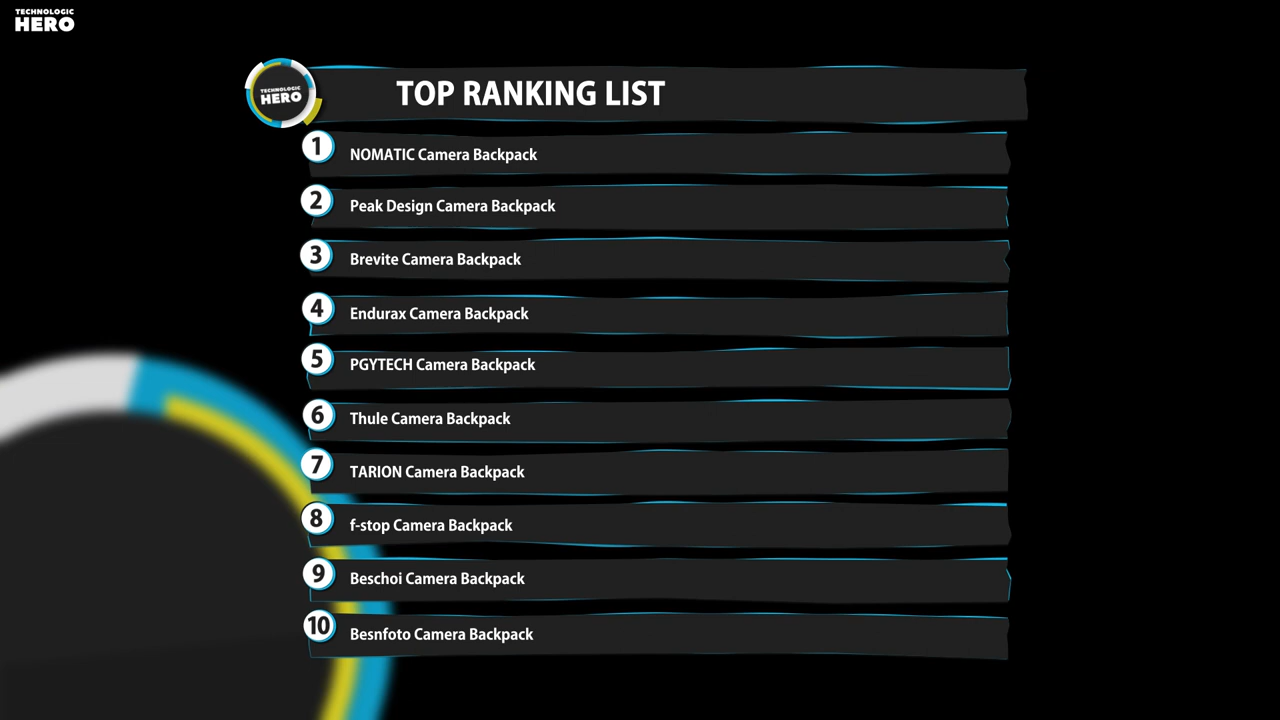 TECHNOLOGIC
HERO
TECHNOLOGIC
HERO
TOP RANKING LIST
1 NOMATIC Camera Backpack
2 Peak Design Camera Backpack
3 Brevite Camera Backpack
4 Endurax Camera Backpack
5 PGYTECH Camera Backpack
6 Thule Camera Backpack
7 TARION Camera Backpack
8 f-stop Camera Backpack
9 Beschoi Camera Backpack
10 Besnfoto Camera Backpack